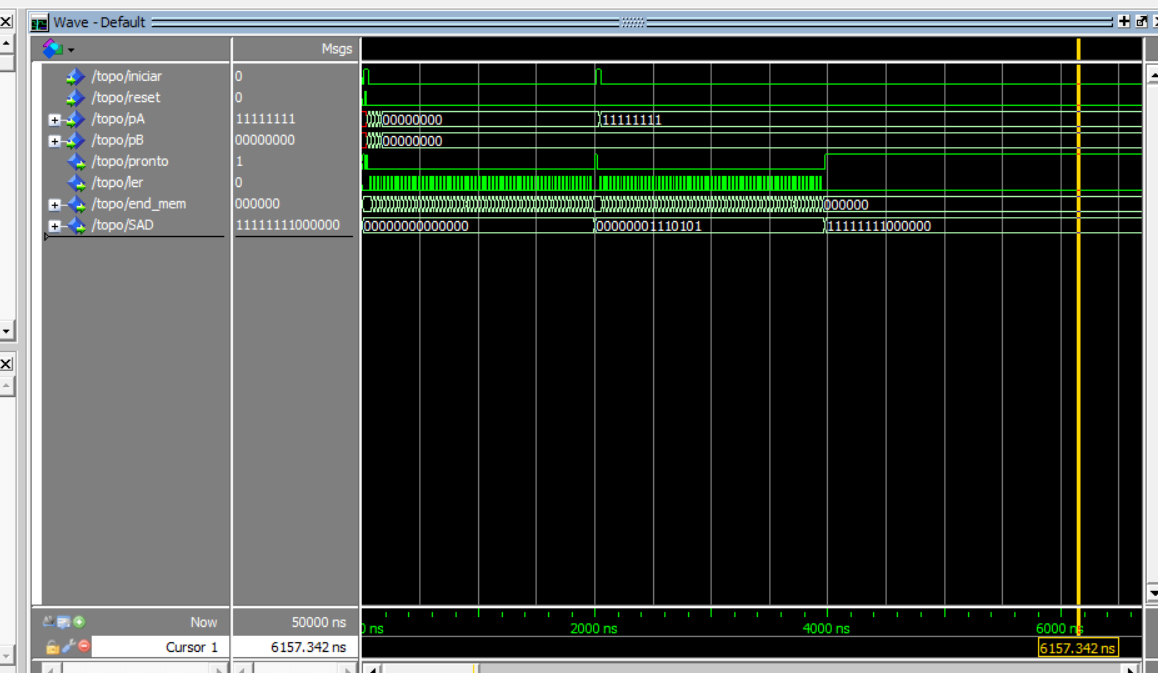 Wave - Default
Msgs
/topo/iniciar 0
/topo/reset 0
/topo/pA 11111111 00000000 11111111
/topo/pB 00000000 00000000
/topo/pronto 1
/topo/ler 0
/topo/end_mem 000000 000000
/topo/SAD 11111111000000 00000000000000 00000001110101 11111111000000
Now 50000 ns ns 2000 ns 4000 ns 6000 ns
Cursor 1 6157.342 ns 6157.342 ns